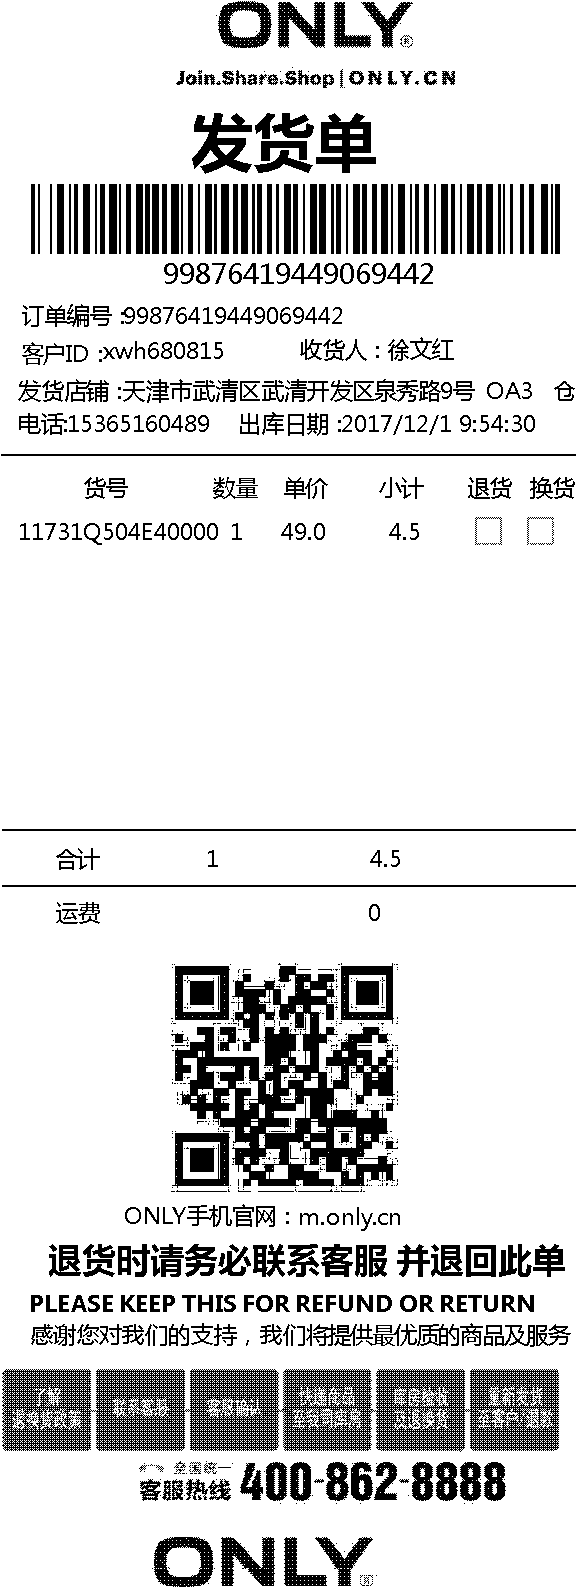 ONLY®
Join.Share.Shop|ONLY.CN
发货单
99876419449069442
订单编号:99876419449069442
客户ID:xwh680815 收货人:徐文红
发货店铺:天津市武清区武清开发区泉秀路9号 OA3 仓
电话:15365160489 出库日期:2017/12/1 9:54:30
货号 数量 单价 小计 退货 换货
11731Q504E40000 1 49.0 4.5
合计 1 4.5
运费 0
ONLY手机官网:m.only.cn
退货时请务必联系客服 并退回此单
PLEASE KEEP THIS FOR REFUND OR RETURN
感谢您对我们的支持,我们将提供最优质的商品及服务
了解
全国统一
客服热线 400-862-8888
ONLY®